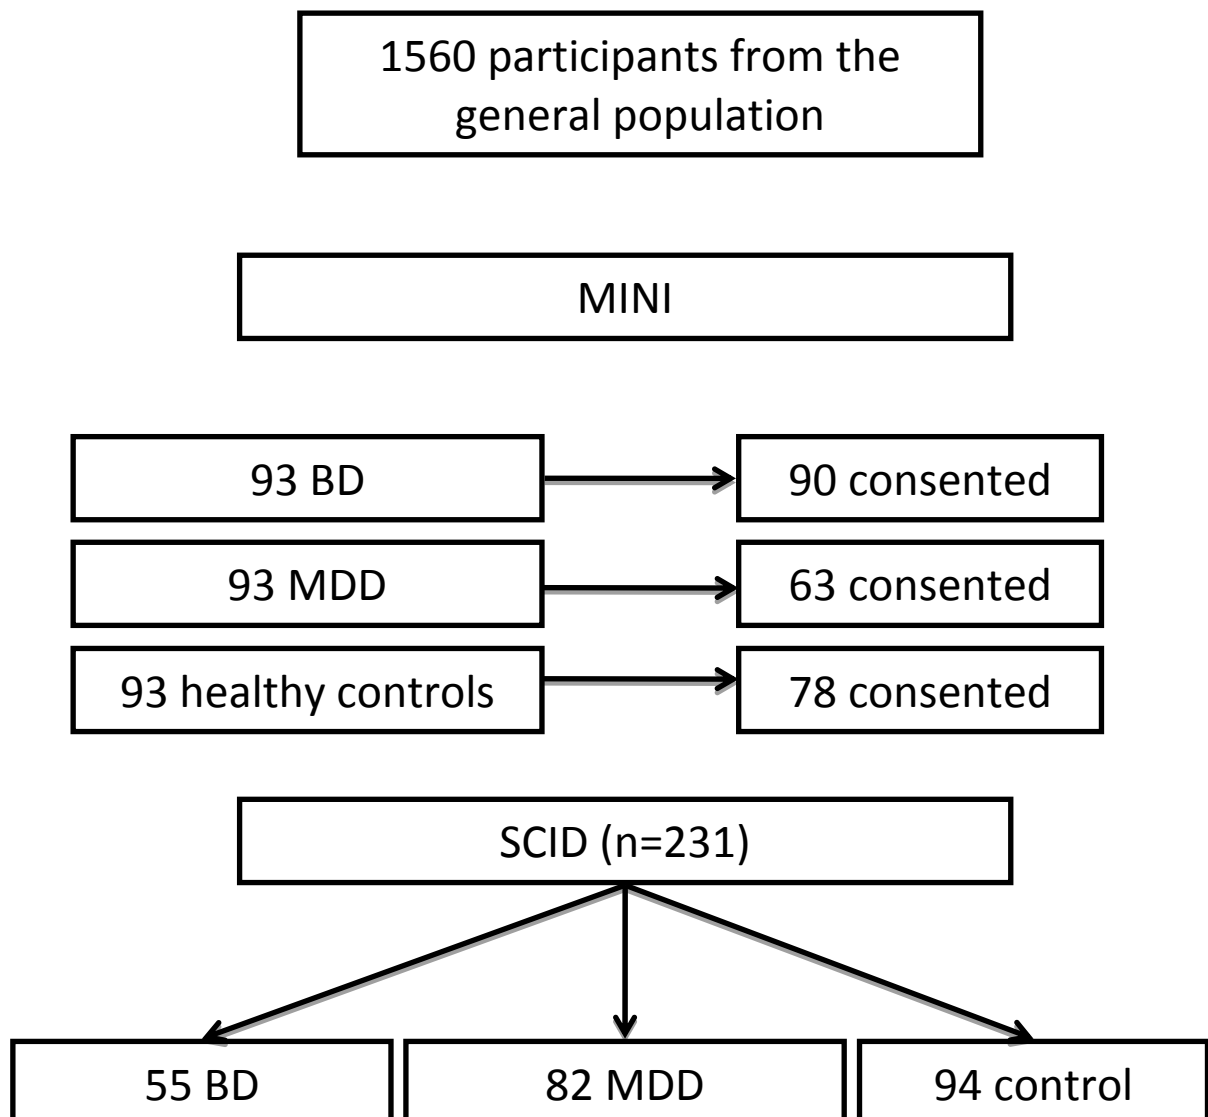 1560 participants from the
general population
MINI
93 BD
90 consented
93 MDD
63 consented
93 healthy controls
78 consented
SCID (n=231)
55 BD
82 MDD
94 control